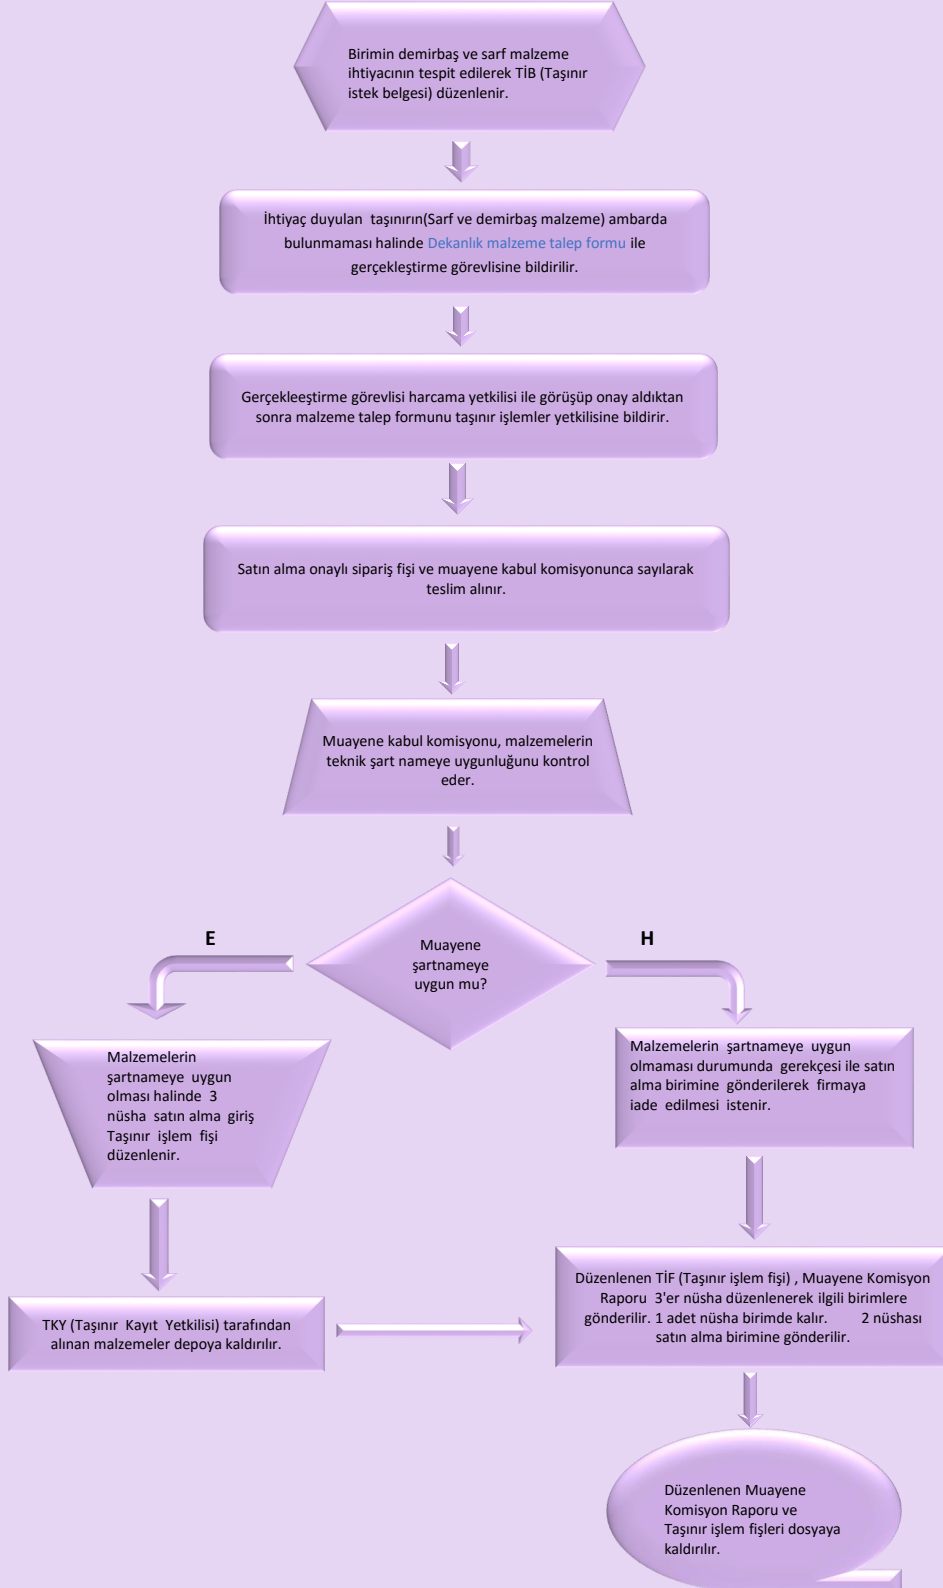 Birimin demirbaş ve sarf malzeme
ihtiyacının tespit edilerek TİB (Taşınır
istek belgesi) düzenlenir.
İhtiyaç duyulan taşınırın(Sarf ve demirbaş malzeme) ambarda
bulunmaması halinde Dekanlık malzeme talep formu ile
gerçekleştirme görevlisine bildirilir.
Gerçekleeştirme görevlisi harcama yetkilisi ile görüşüp onay aldıktan
sonra malzeme talep formunu taşınır işlemler yetkilisine bildirir.
Satın alma onaylı sipariş fişi ve muayene kabul komisyonunca sayılarak
teslim alınır.
Muayene kabul komisyonu, malzemelerin
teknik şart nameye uygunluğunu kontrol
eder.
E
H
Muayene
şartnameye
uygun mu?
Malzemelerin
şartnameye uygun
olması halinde 3
nüsha satın alma giriş
Taşınır işlem fişi
düzenlenir.
Malzemelerin şartnameye uygun
olmaması durumunda gerekçesi ile satın
alma birimine gönderilerek firmaya
iade edilmesi istenir.
TKY (Taşınır Kayıt Yetkilisi) tarafından
alınan malzemeler depoya kaldırılır.
Düzenlenen TİF (Taşınır işlem fişi) , Muayene Komisyon
Raporu 3'er nüsha düzenlenerek ilgili birimlere
gönderilir. 1 adet nüsha birimde kalır. 2 nüshası
satın alma birimine gönderilir.
Düzenlenen Muayene
Komisyon Raporu ve
Taşınır işlem fişleri dosyaya
kaldırılır.